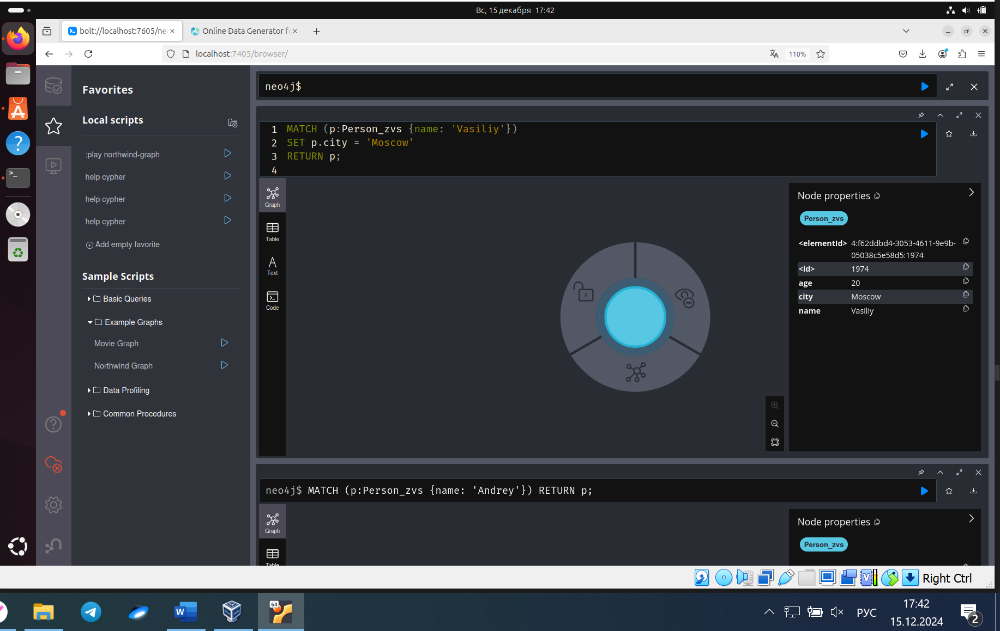 Вс, 15 декабря 17:42
bolt://localhost:7605/ne
Online Data Generator fo
localhost:7405/browser/
110%
Favorites
Local scripts
:play northwind-graph
help cypher
help cypher
help cypher
Add empty favorite
Sample Scripts
Basic Queries
Example Graphs
Movie Graph
Northwind Graph
Data Profiling
Common Procedures
neo4j$
1 MATCH (p:Person_zvs {name: 'Vasiliy'})
2 SET p.city = 'Moscow'
3 RETURN p;
4
Graph
Table
Text
Code
Node properties
Person_zvs
<elementId> 4:f62ddbd4-3053-4611-9e9b-
05038c5e58d5:1974
<id> 1974
age 20
city Moscow
name Vasiliy
neo4j$ MATCH (p:Person_zvs {name: 'Andrey'}) RETURN p;
Graph
Table
Node properties
Person_zvs
Right Ctrl
W
64
РУС
17:42
15.12.2024
2